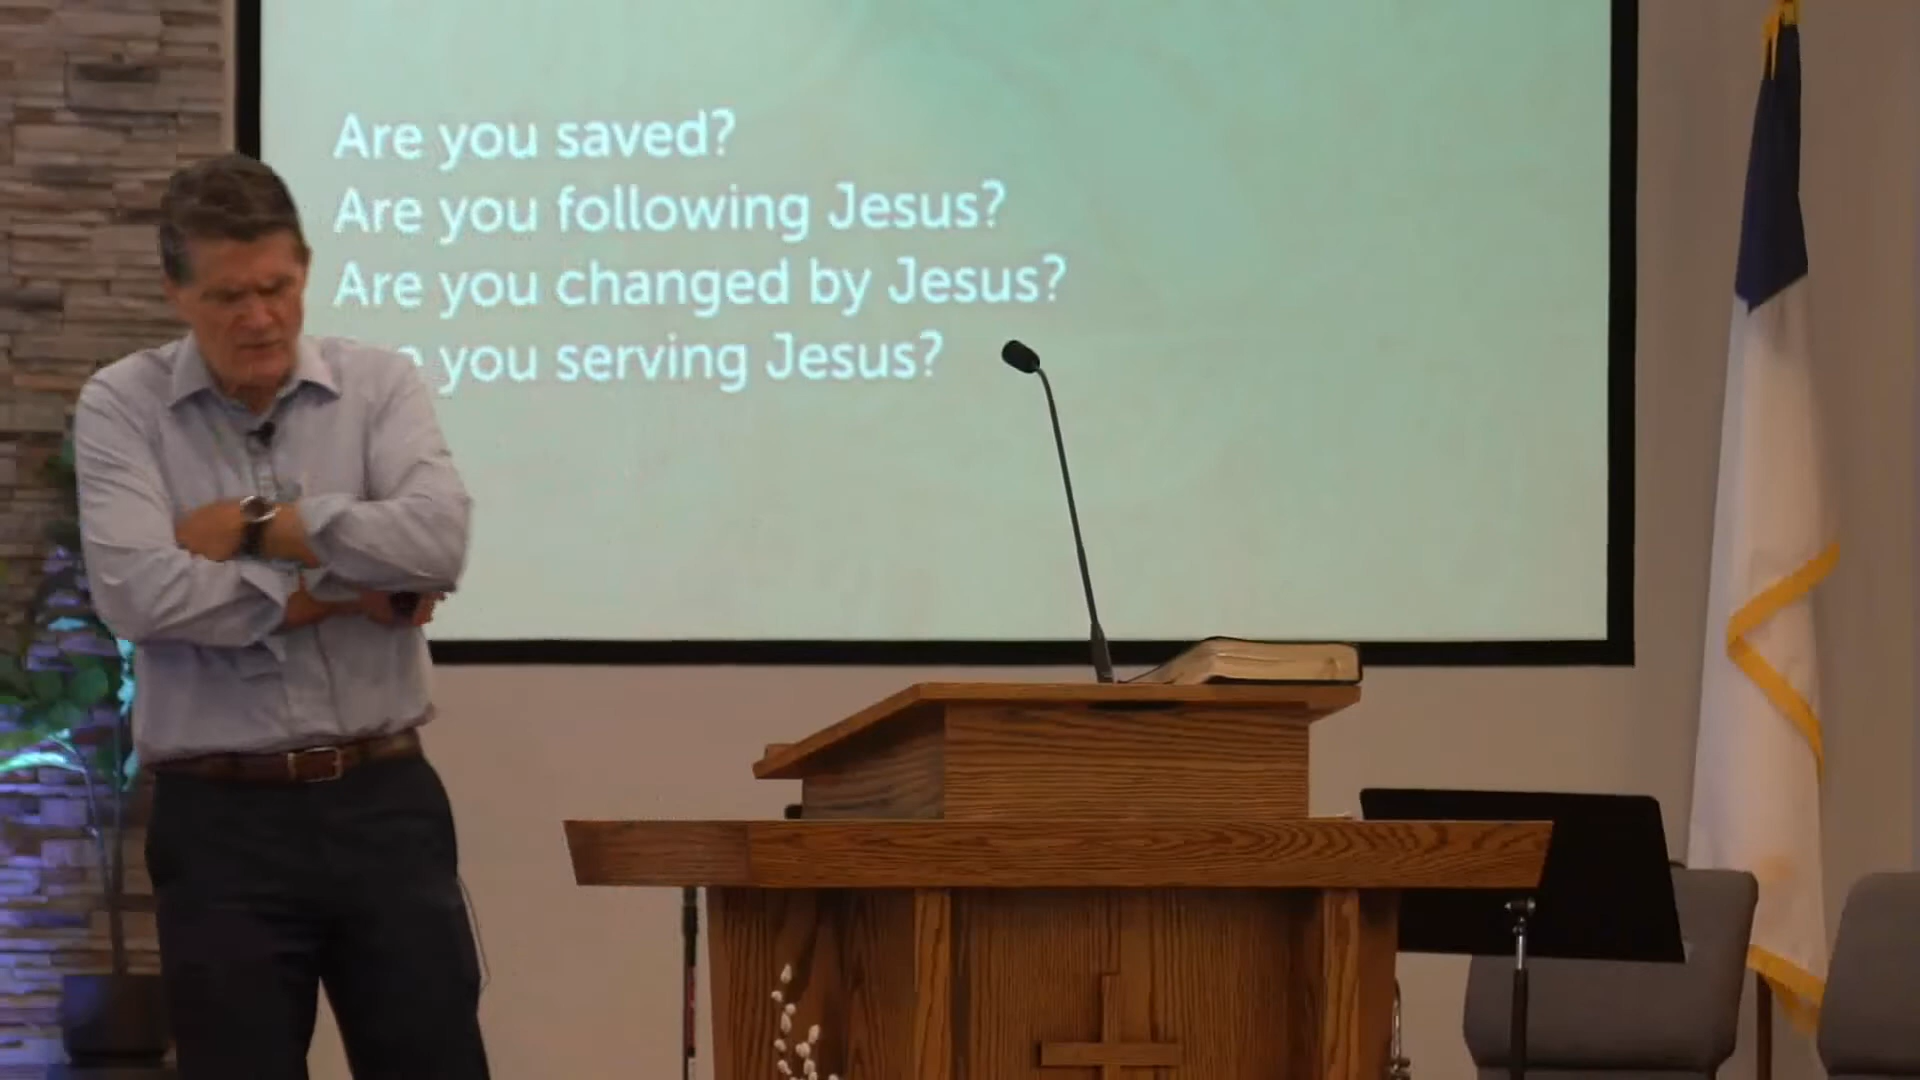 Are you saved?
Are you following Jesus?
Are you changed by Jesus?
you serving Jesus?